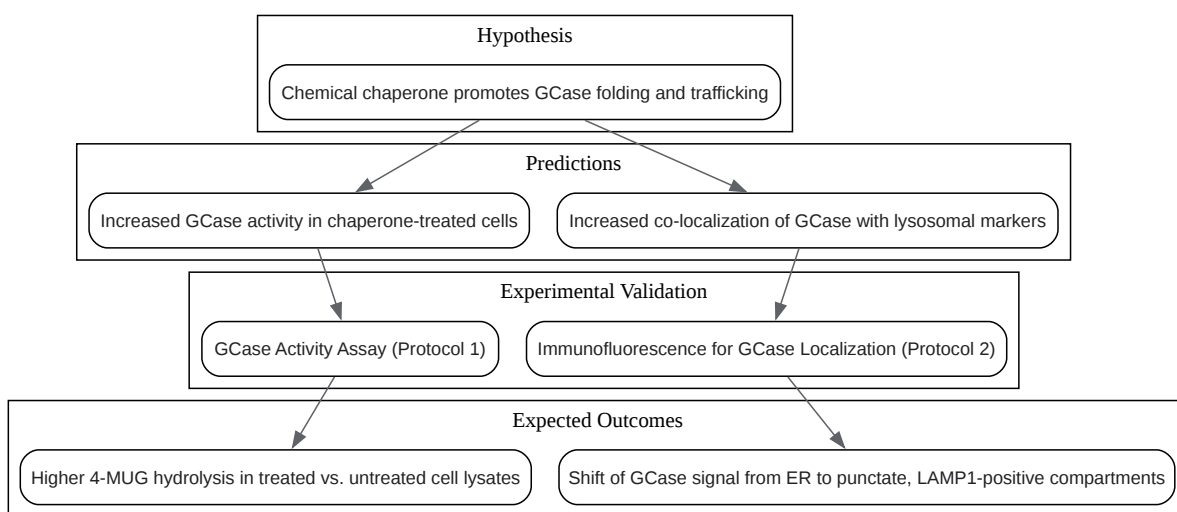 Hypothesis
Chemical chaperone promotes GCase folding and trafficking
Predictions
Increased GCase activity in chaperone-treated cells
Increased co-localization of GCase with lysosomal markers
Experimental Validation
GCase Activity Assay (Protocol 1)
Immunofluorescence for GCase Localization (Protocol 2)
Expected Outcomes
Higher 4-MUG hydrolysis in treated vs. untreated cell lysates
Shift of GCase signal from ER to punctate, LAMP1-positive compartments